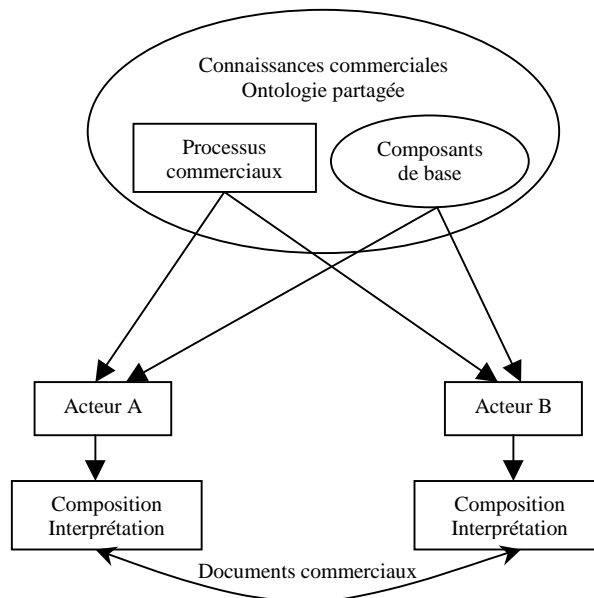 Connaissances commerciales
Ontologie partagée
Processus
commerciaux
Composants
de base
Acteur A
Acteur B
Composition
Interprétation
Composition
Interprétation
Documents commerciaux